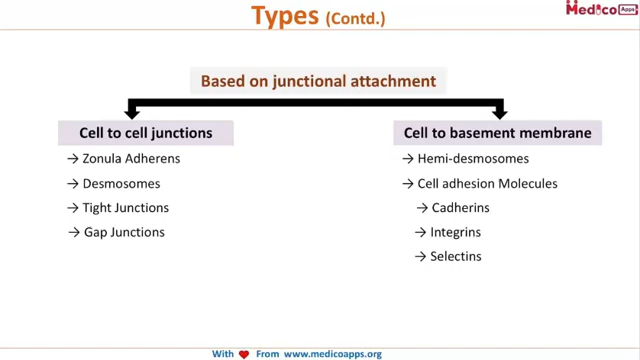 Types (Contd.)
Medico Apps
Based on junctional attachment
Cell to cell junctions
→ Zonula Adherens
→ Desmosomes
→ Tight Junctions
→ Gap Junctions
Cell to basement membrane
→ Hemi-desmosomes
→ Cell adhesion Molecules
→ Cadherins
→ Integrins
→ Selectins
With ♥ From www.medicoapps.org